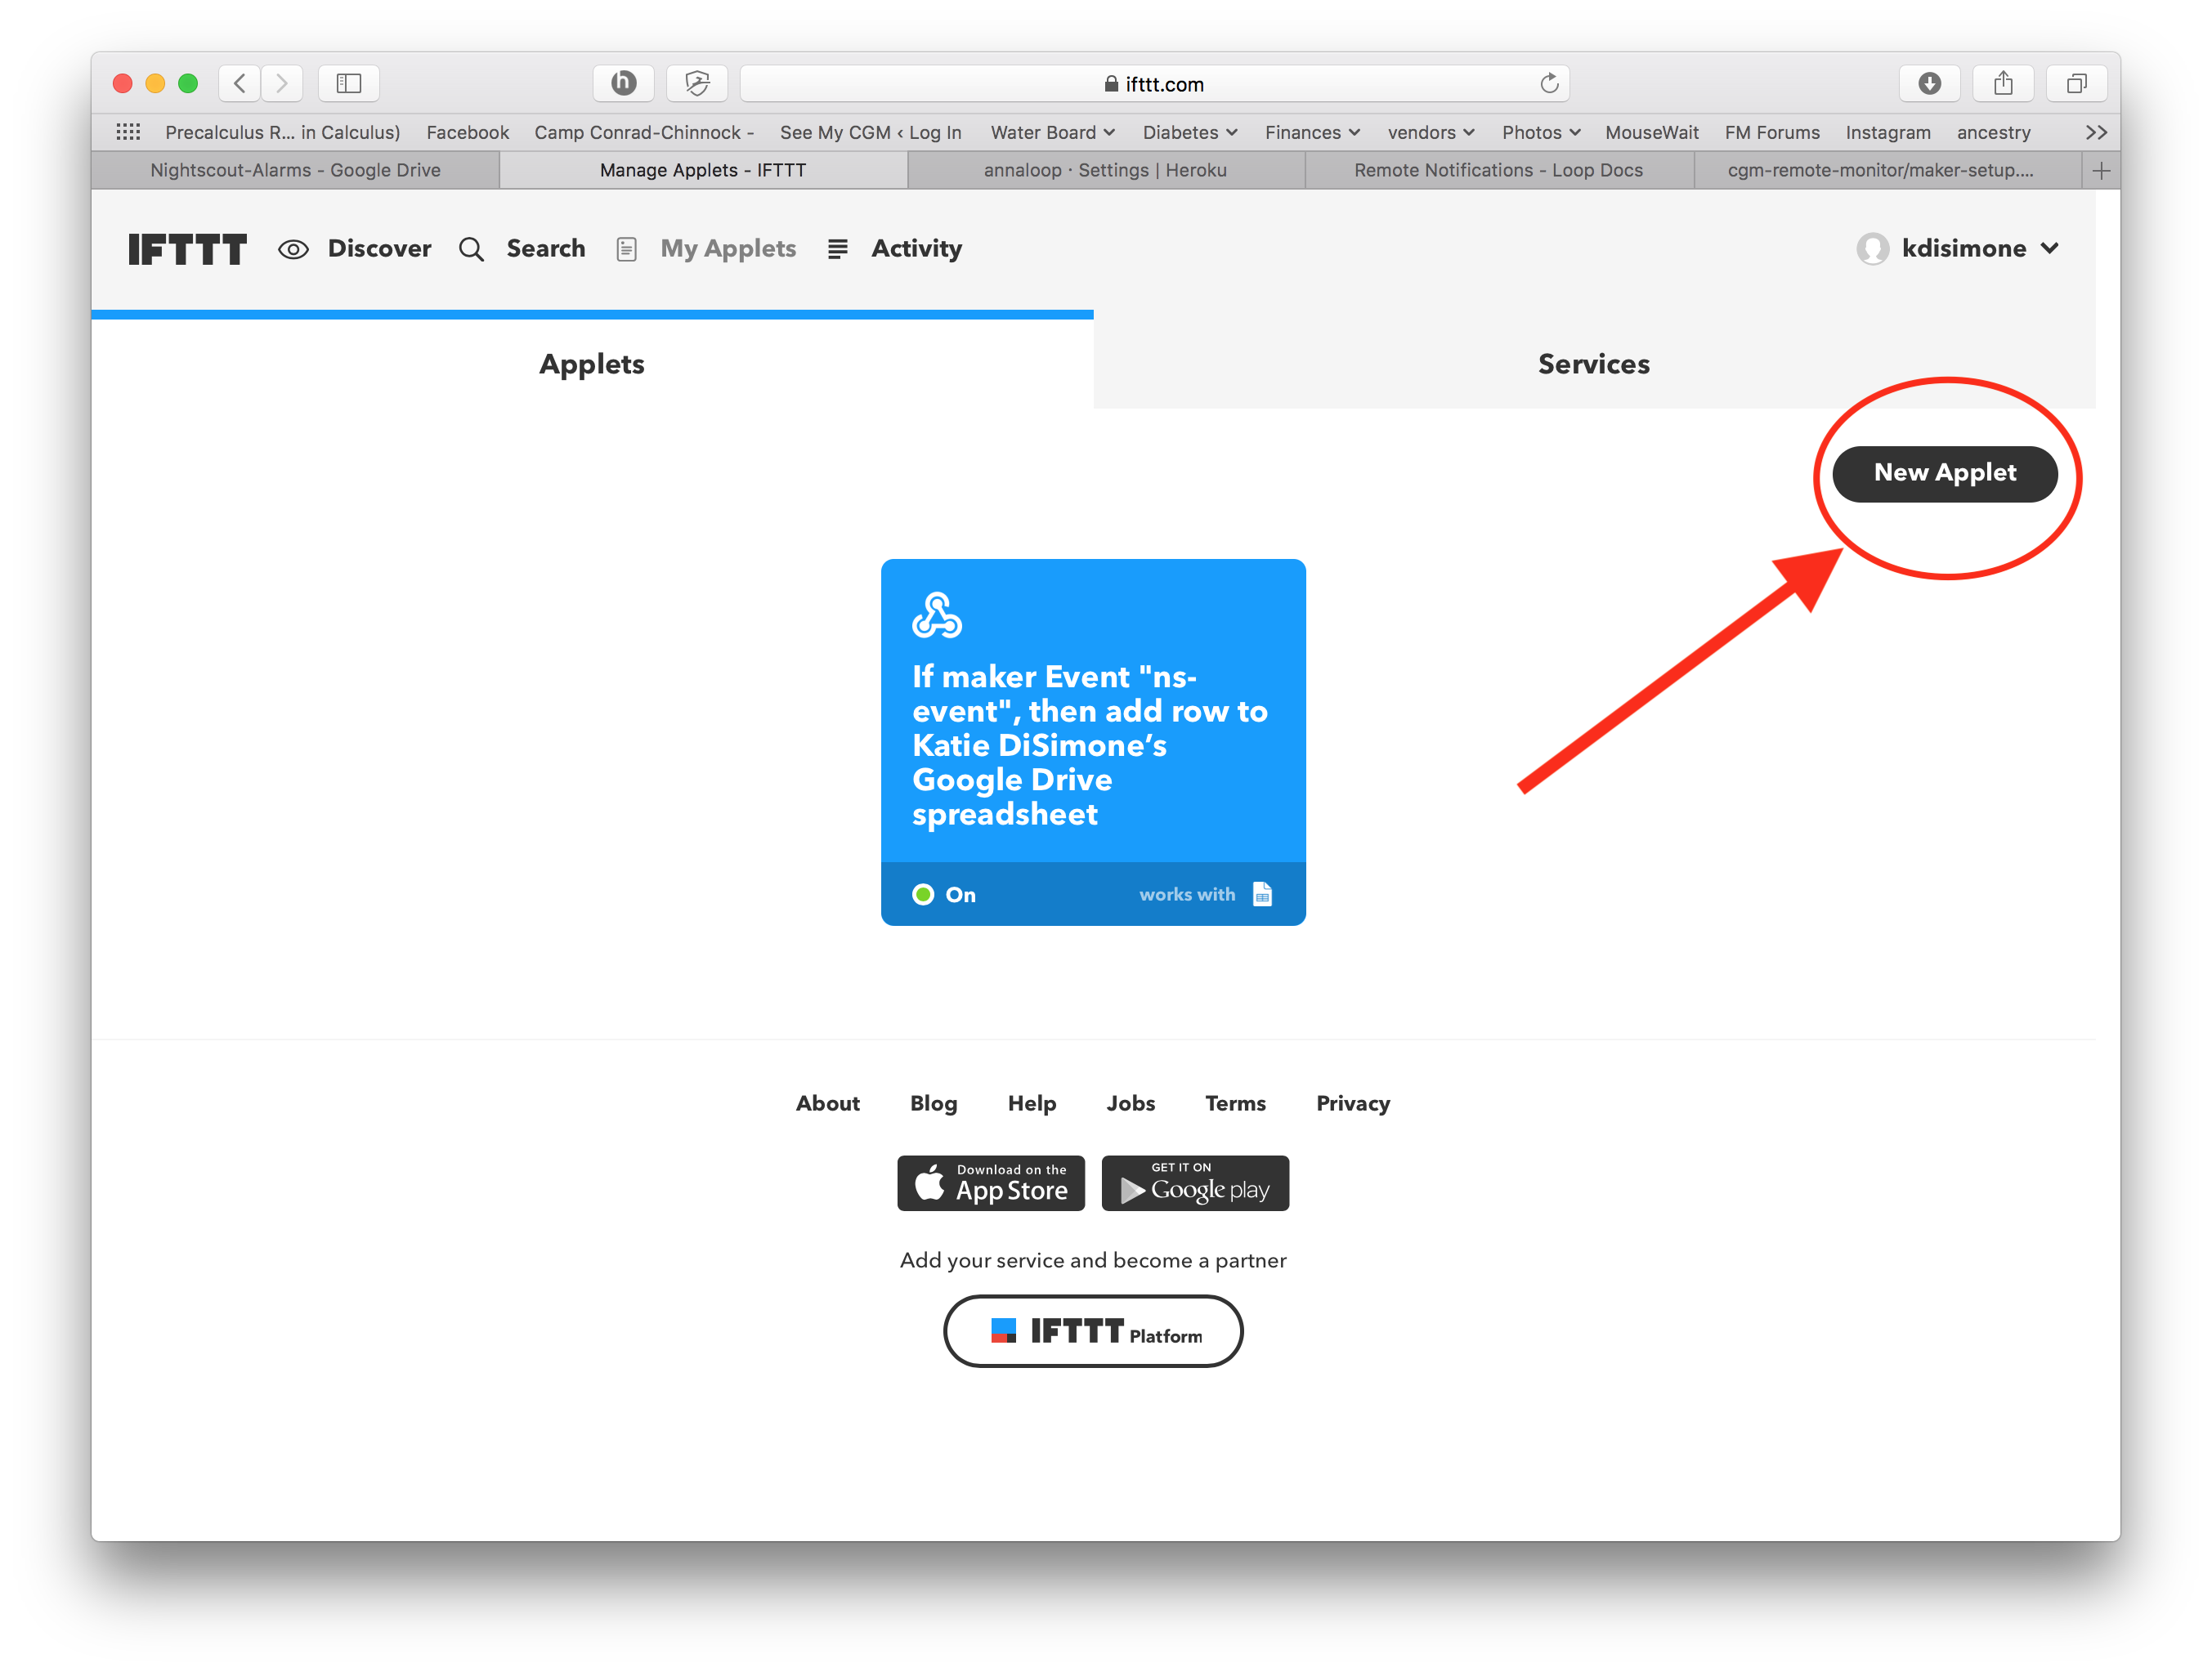 ifttt.com
Precalculus R... in Calculus) Facebook Camp Conrad-Chinnock - See My CGM ‹ Log In Water Board Diabetes Finances vendors Photos MouseWait FM Forums Instagram ancestry
Nightscout-Alarms - Google Drive Manage Applets - IFTTT annaloop · Settings | Heroku Remote Notifications - Loop Docs cgm-remote-monitor/maker-setup....
IFTTT Discover Search My Applets Activity kdisimone
Applets Services
New Applet
If maker Event "ns-
event", then add row to
Katie DiSimone’s
Google Drive
spreadsheet
On works with
About Blog Help Jobs Terms Privacy
Download on the
App Store
GET IT ON
Google play
Add your service and become a partner
IFTTT Platform